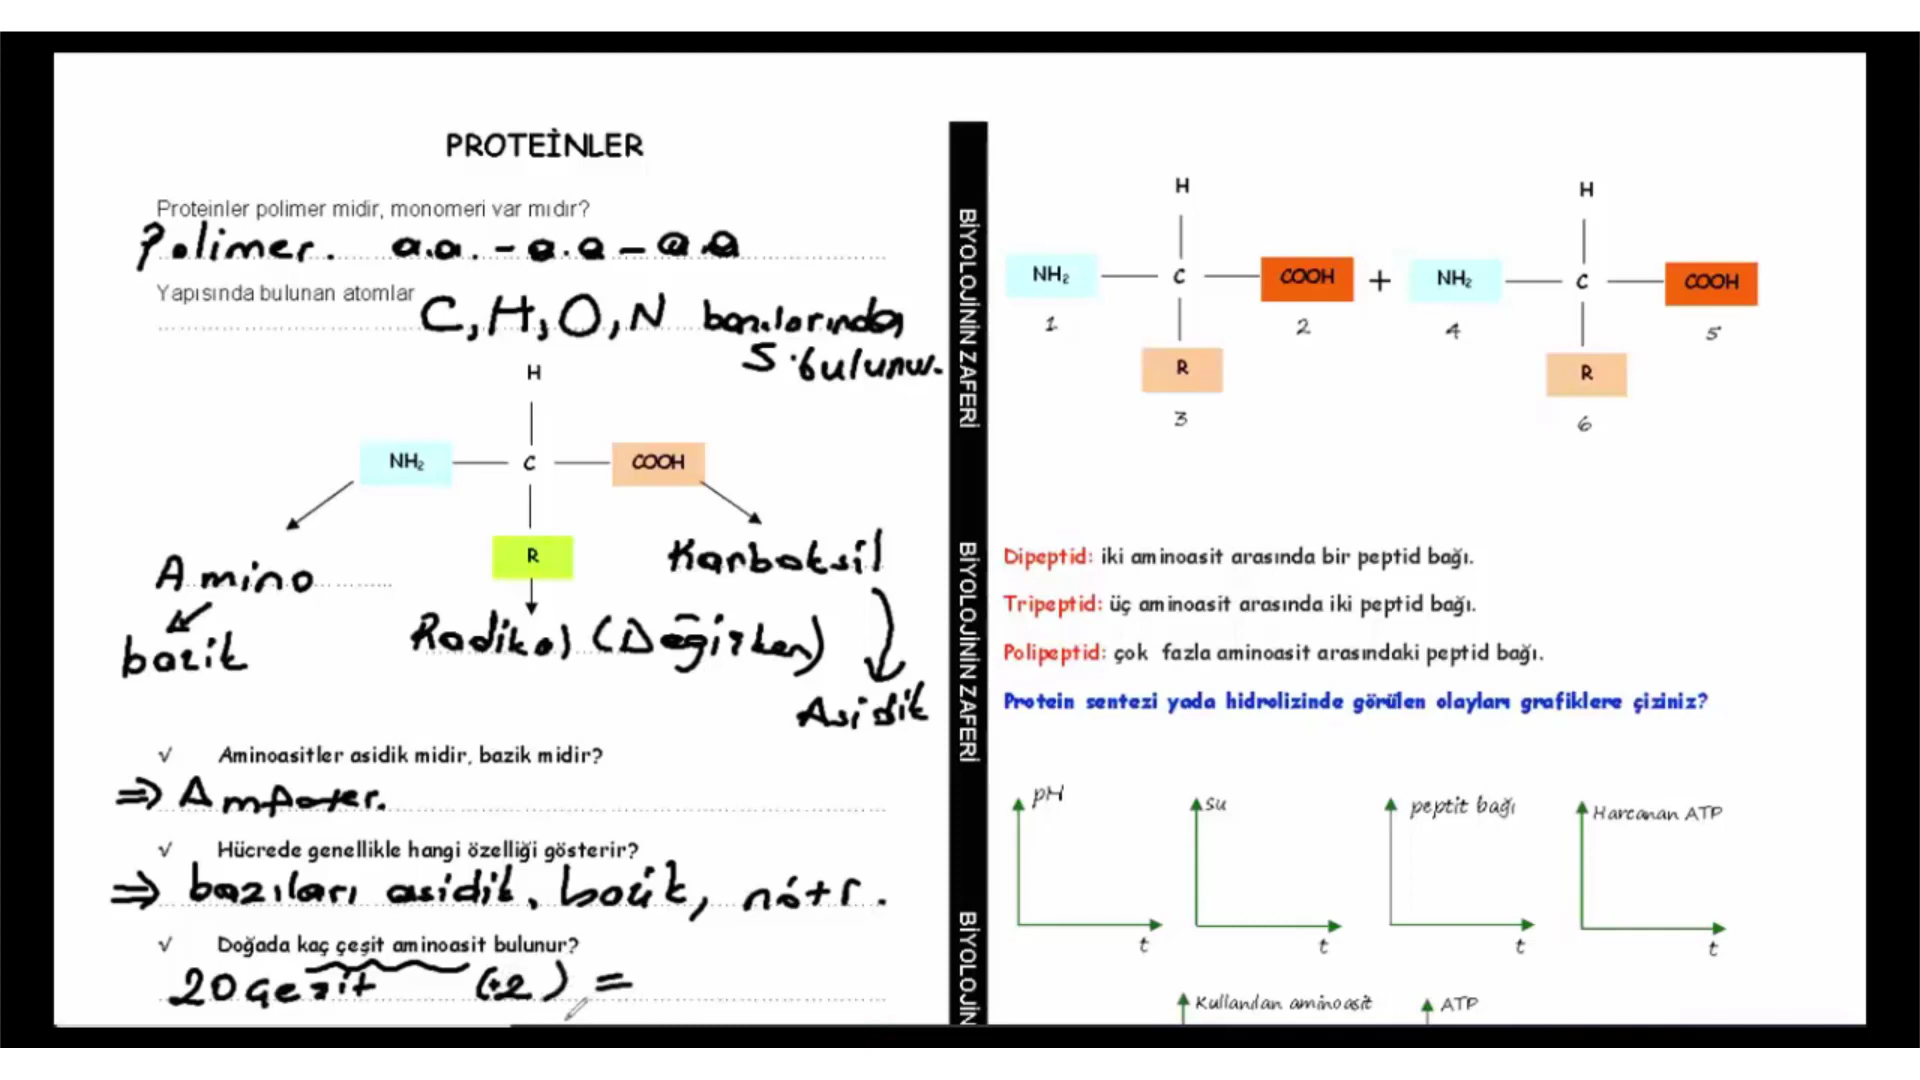 PROTEİNLER
Proteinler polimer midir, monomeri var mıdır?
Polimer. a.a. - a.a - a.a
Yapısında bulunan atomlar
C, H, O, N bazılarında
S bulunur.
H
NH₂ C COOH
R
Amino
bazik
Radikal (Değişken)
Karboksil
Asidik
√ Aminoasitler asidik midir, bazik midir?
⇒ Amfoter.
√ Hücrede genellikle hangi özelliği gösterir?
⇒ bazıları asidik, bazik, nötr.
√ Doğada kaç çeşit aminoasit bulunur?
20 çeşit (+2) =
BİYOLOJİNİN ZAFERİ
BİYOLOJİNİN ZAFERİ
BİYOLOJİN
H H
NH₂ C COOH + NH₂ C COOH
1 2 4 5
R R
3 6
Dipeptid: iki aminoasit arasında bir peptid bağı.
Tripeptid: üç aminoasit arasında iki peptid bağı.
Polipeptid: çok fazla aminoasit arasındaki peptid bağı.
Protein sentezi yada hidrolizinde görülen olayları grafiklere çiziniz?
pH su peptit bağı Harcanan ATP
t t t t
Kullanılan aminoasit ATP